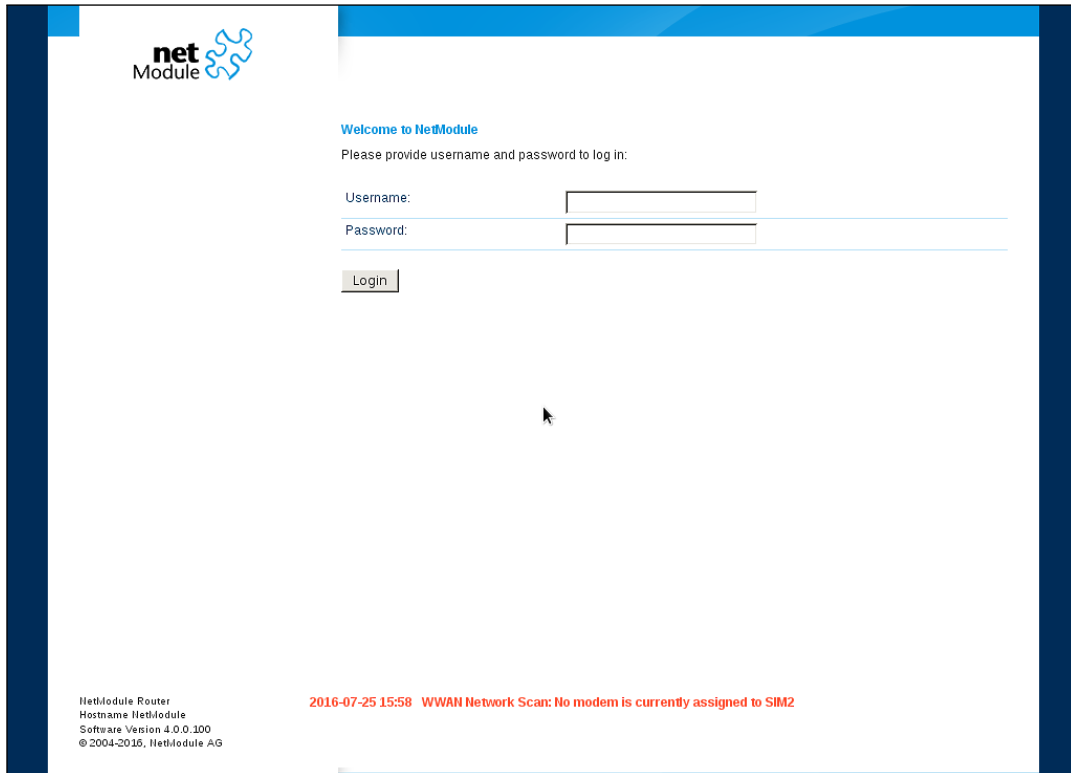 net
Module
Welcome to NetModule
Please provide username and password to log in:
Username:
Password:
Login
NetModule Router
Hostname NetModule
Software Version 4.0.0.100
© 2004-2016, NetModule AG
2016-07-25 15:58 WWAN Network Scan: No modem is currently assigned to SIM2